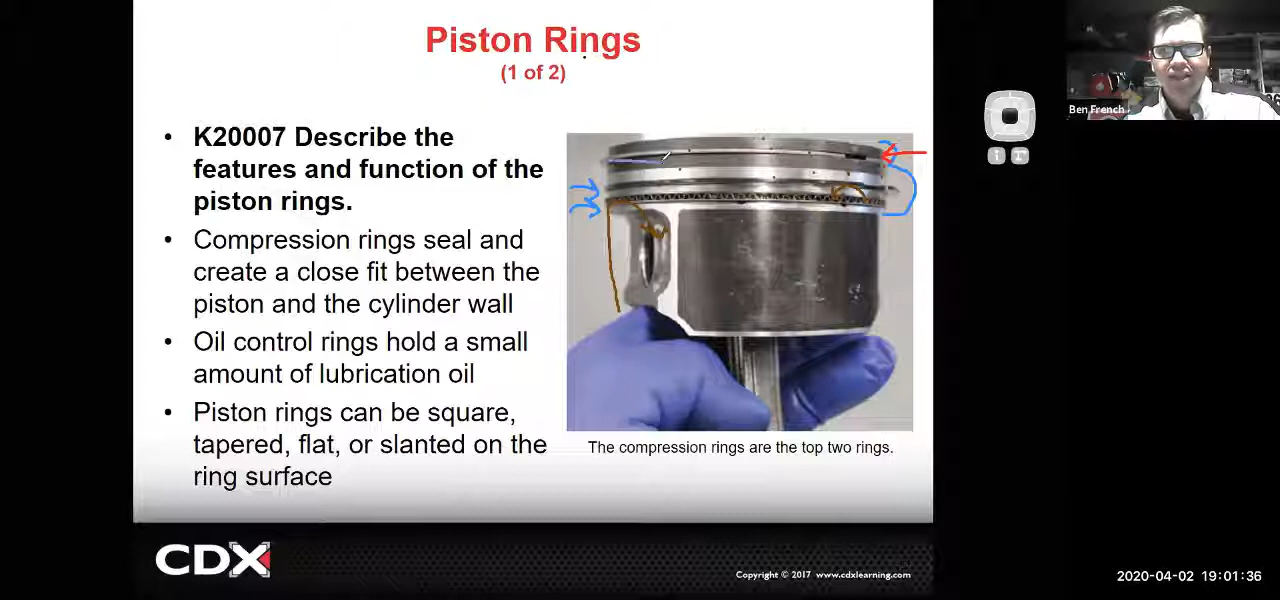 Piston Rings
(1 of 2)
• K20007 Describe the
features and function of the
piston rings.
• Compression rings seal and
create a close fit between the
piston and the cylinder wall
• Oil control rings hold a small
amount of lubrication oil
• Piston rings can be square,
tapered, flat, or slanted on the
ring surface
The compression rings are the top two rings.
Ben French
CDX
Copyright © 2017 www.cdxlearning.com
2020-04-02 19:01:36